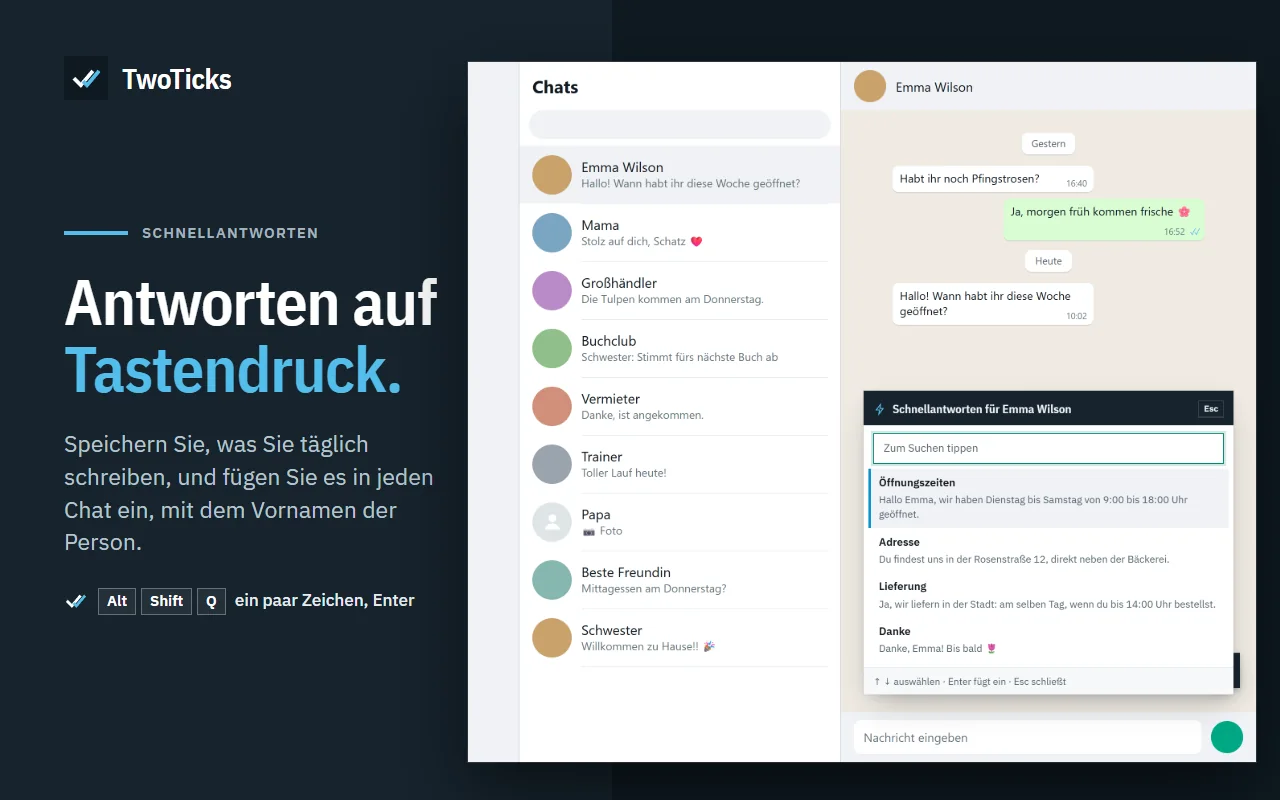 TwoTicks
SCHNELLANTWORTEN
Antworten auf
Tastendruck.
Speichern Sie, was Sie täglich
schreiben, und fügen Sie es in jeden
Chat ein, mit dem Vornamen der
Person.
Alt Shift Q ein paar Zeichen, Enter
Chats
Emma Wilson
Hallo! Wann habt ihr diese Woche geöffnet?
Mama
Stolz auf dich, Schatz ❤️
Großhändler
Die Tulpen kommen am Donnerstag.
Buchclub
Schwester: Stimmt fürs nächste Buch ab
Vermieter
Danke, ist angekommen.
Trainer
Toller Lauf heute!
Papa
📷 Foto
Beste Freundin
Mittagessen am Donnerstag?
Schwester
Willkommen zu Hause!! 🎉
Emma Wilson
Gestern
Habt ihr noch Pfingstrosen?
16:40
Ja, morgen früh kommen frische 🌸
16:52
Heute
Hallo! Wann habt ihr diese Woche
geöffnet?
10:02
Schnellantworten für Emma Wilson
Esc
Zum Suchen tippen
Öffnungszeiten
Hallo Emma, wir haben Dienstag bis Samstag von 9:00 bis 18:00 Uhr
geöffnet.
Adresse
Du findest uns in der Rosenstraße 12, direkt neben der Bäckerei.
Lieferung
Ja, wir liefern in der Stadt: am selben Tag, wenn du bis 14:00 Uhr bestellst.
Danke
Danke, Emma! Bis bald 🌷
↑ ↓ auswählen · Enter fügt ein · Esc schließt
Nachricht eingeben